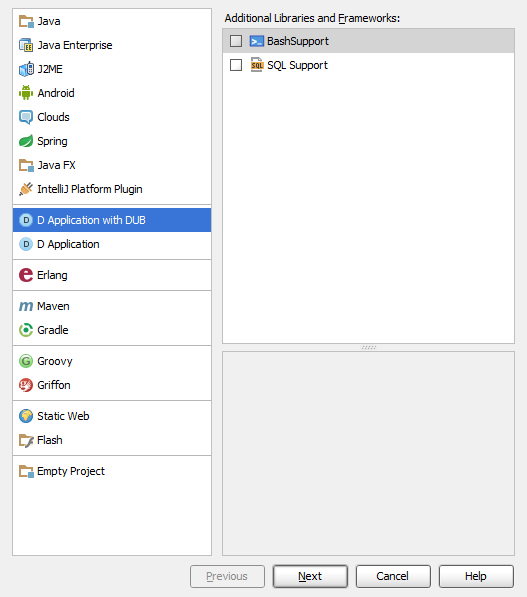 Java
Java Enterprise
J2ME
Android
Clouds
Spring
Java FX
IntelliJ Platform Plugin
D D Application with DUB
D D Application
e Erlang
m Maven
Gradle
G Groovy
Griffon
Static Web
Flash
Empty Project
Additional Libraries and Frameworks:
BashSupport
SQL SQL Support
Previous
Next
Cancel
Help